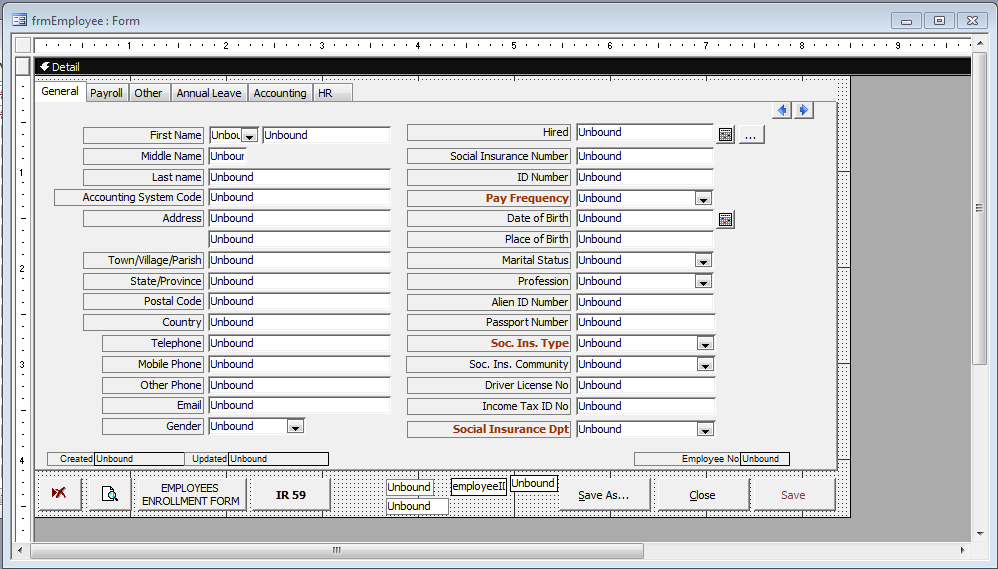 frmEmployee : Form
1 2 3 4 5 6 7 8 9
Detail
General Payroll Other Annual Leave Accounting HR
First Name Unbou Unbound
Middle Name Unbour
Last name Unbound
Accounting System Code Unbound
Address Unbound
Unbound
Town/Village/Parish Unbound
State/Province Unbound
Postal Code Unbound
Country Unbound
Telephone Unbound
Mobile Phone Unbound
Other Phone Unbound
Email Unbound
Gender Unbound
Hired Unbound ...
Social Insurance Number Unbound
ID Number Unbound
Pay Frequency Unbound
Date of Birth Unbound
Place of Birth Unbound
Marital Status Unbound
Profession Unbound
Alien ID Number Unbound
Passport Number Unbound
Soc. Ins. Type Unbound
Soc. Ins. Community Unbound
Driver License No Unbound
Income Tax ID No Unbound
Social Insurance Dpt Unbound
1
2
3
4
Created Unbound Updated Unbound Employee No Unbound
EMPLOYEES
ENROLLMENT FORM
IR 59
Unbound employeeID Unbound
Unbound
Save As... Close Save